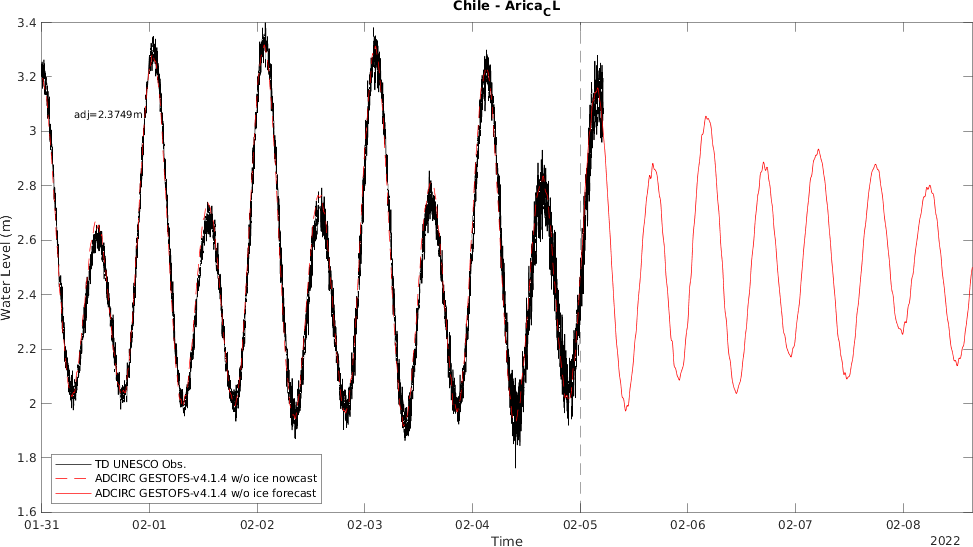 Chile - Arica_CL
3.4
3.2
3
2.8
2.6
2.4
2.2
2
1.8
1.6
Water Level (m)
adj=2.3749m
TD UNESCO Obs.
ADCIRC GESTOFS-v4.1.4 w/o ice nowcast
ADCIRC GESTOFS-v4.1.4 w/o ice forecast
01-31 02-01 02-02 02-03 02-04 02-05 02-06 02-07 02-08
Time
2022